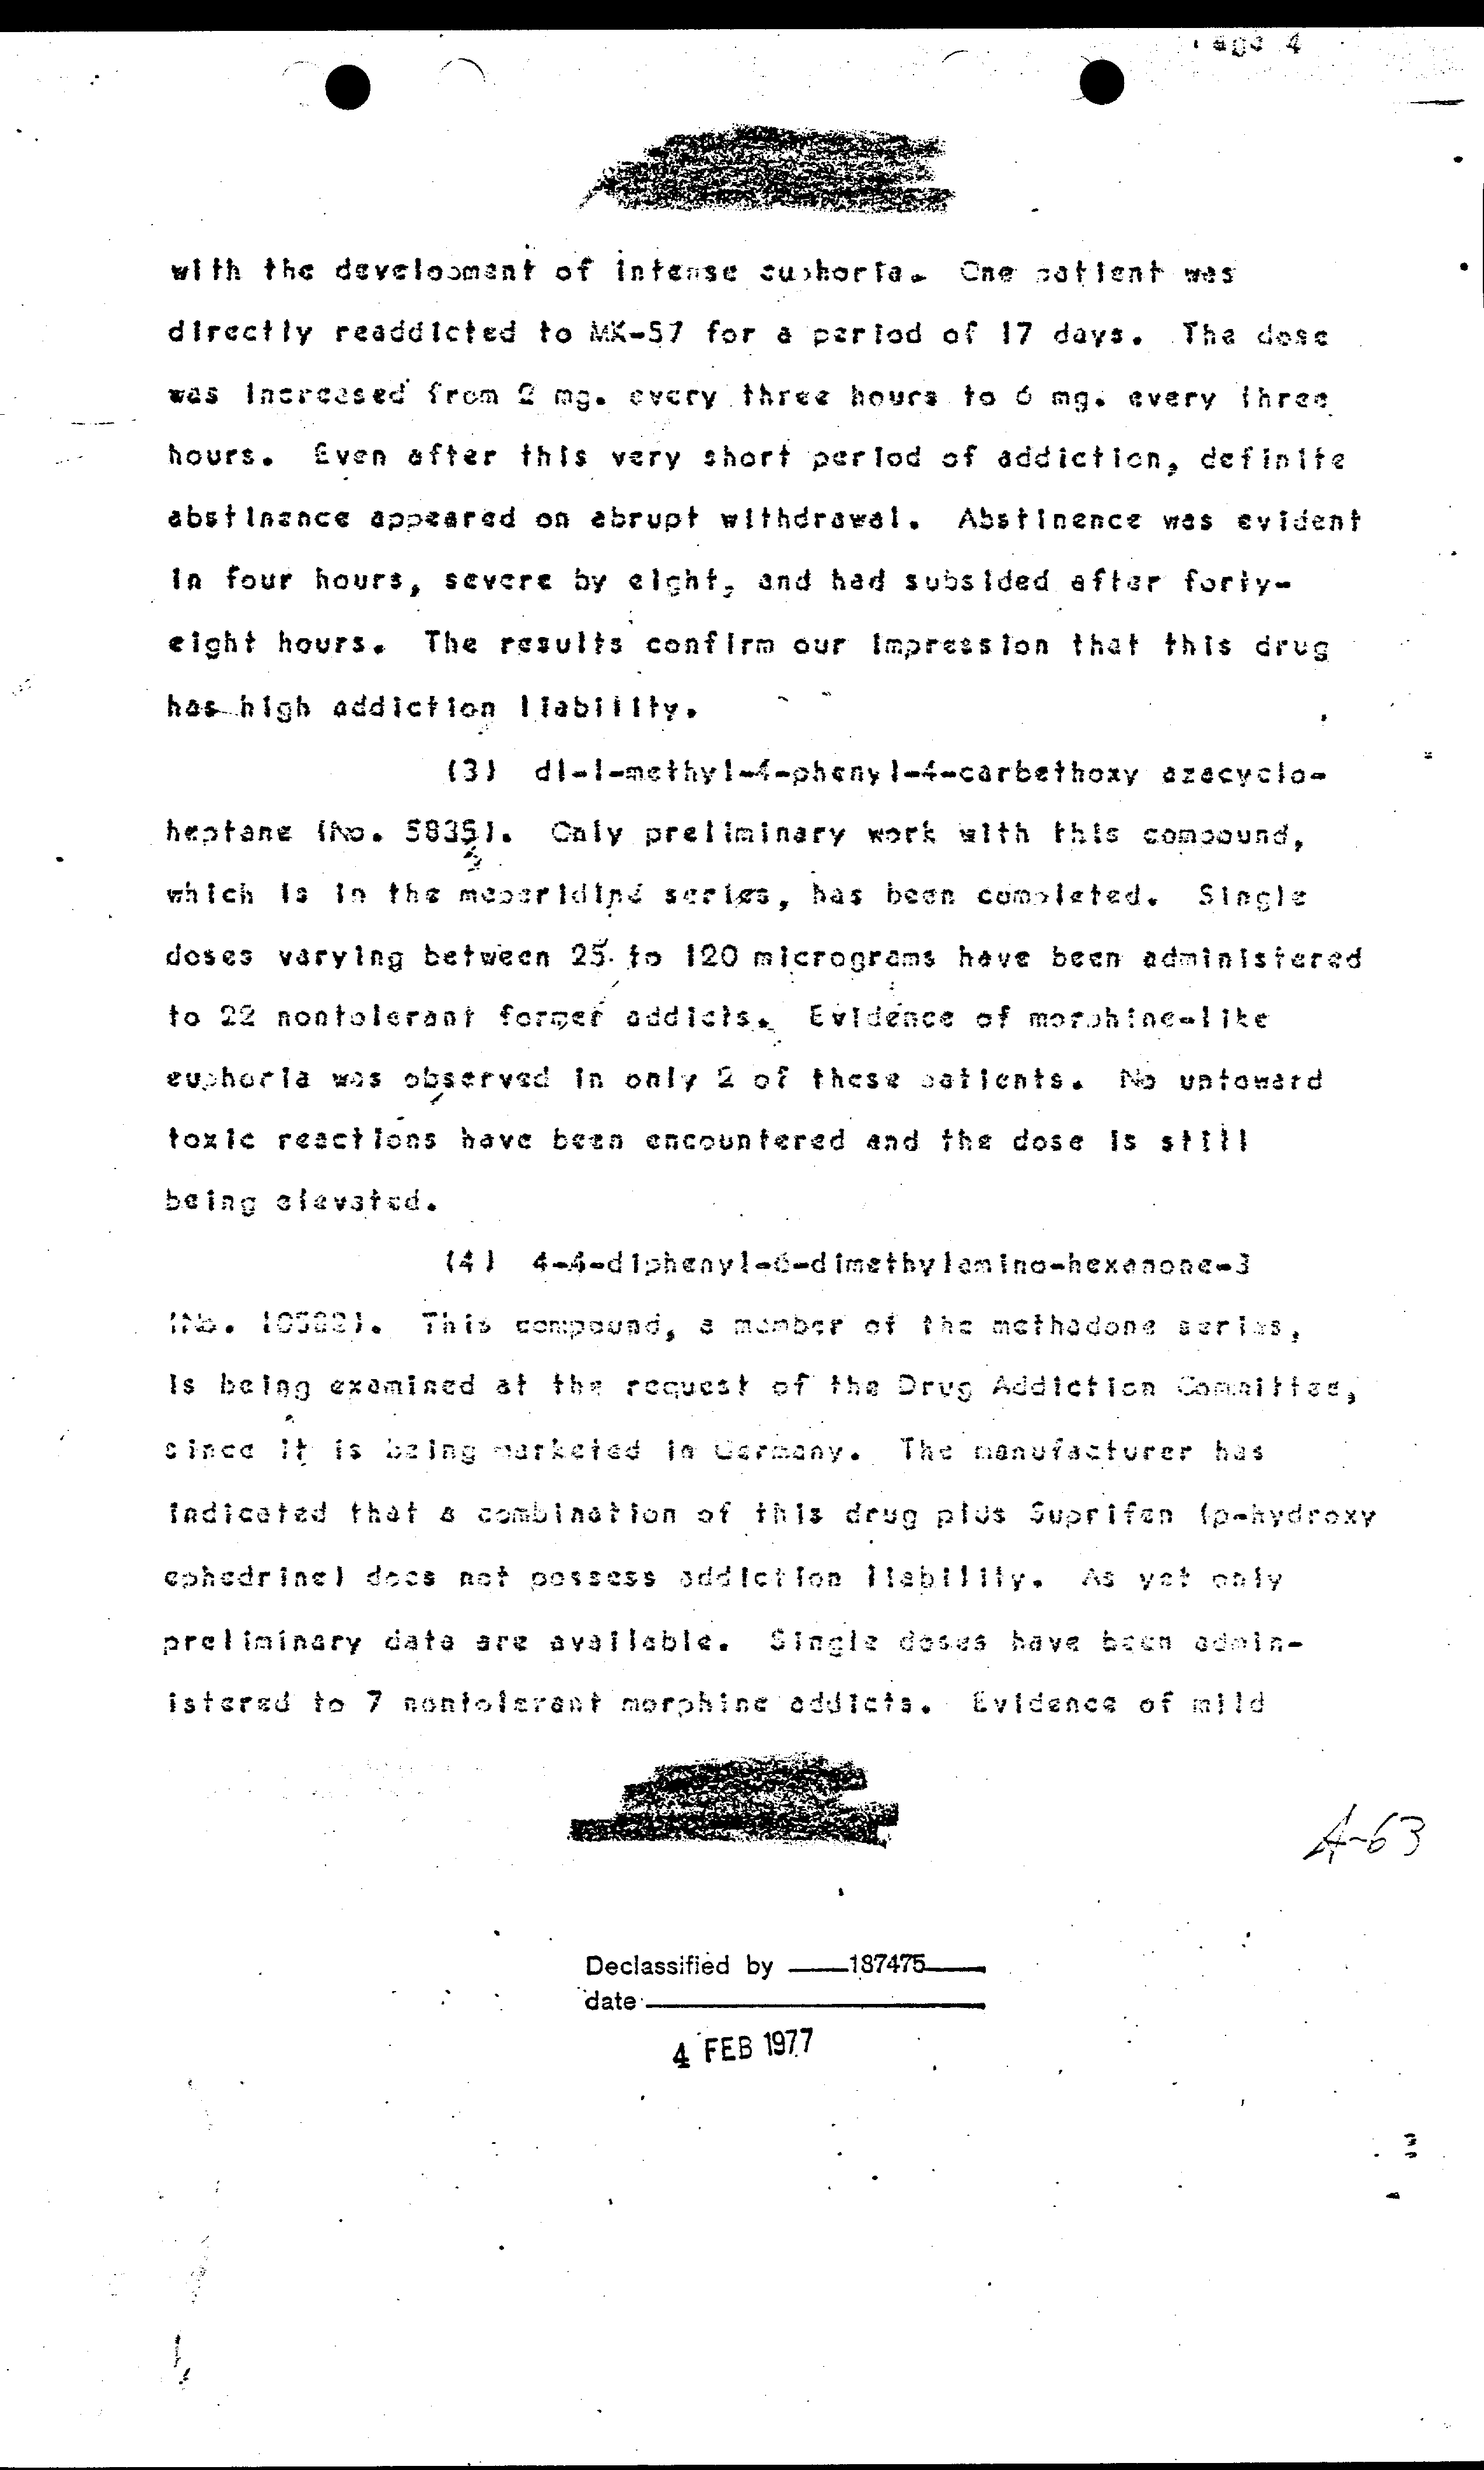 Page 4
with the development of intense euphoria. One patient was
directly readdicted to MK-57 for a period of 17 days. The dose
was increased from 2 mg. every three hours to 6 mg. every three
hours. Even after this very short period of addiction, definite
abstinence appeared on abrupt withdrawal. Abstinence was evident
in four hours, severe by eight, and had subsided after forty-
eight hours. The results confirm our impression that this drug
has high addiction liability.
(3) dl-1-methyl-4-phenyl-4-carbethoxy azacyclo-
heptane (No. 5835). Only preliminary work with this compound,
which is in the meperidine series, has been completed. Single
doses varying between 25 to 120 micrograms have been administered
to 22 nontolerant former addicts. Evidence of morphine-like
euphoria was observed in only 2 of these patients. No untoward
toxic reactions have been encountered and the dose is still
being elevated.
(4) 4-4-diphenyl-6-dimethylamino-hexanone-3
(No. 10582). This compound, a member of the methadone series,
is being examined at the request of the Drug Addiction Committee,
since it is being marketed in Germany. The manufacturer has
indicated that a combination of this drug plus Suprifen (p-hydroxy
ephedrine) does not possess addiction liability. As yet only
preliminary data are available. Single doses have been admin-
istered to 7 nontolerant morphine addicts. Evidence of mild
A-63
Declassified by 187475
date
4 FEB 1977